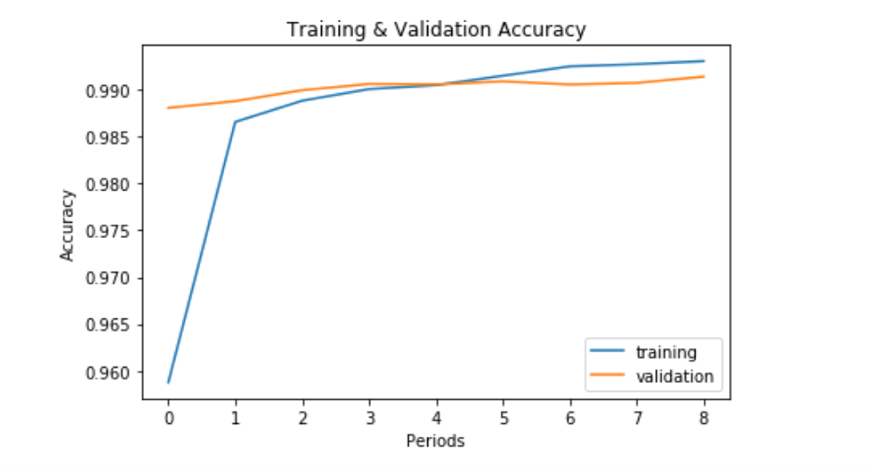 Training & Validation Accuracy
Accuracy
0.990
0.985
0.980
0.975
0.970
0.965
0.960
training
validation
0 1 2 3 4 5 6 7 8
Periods